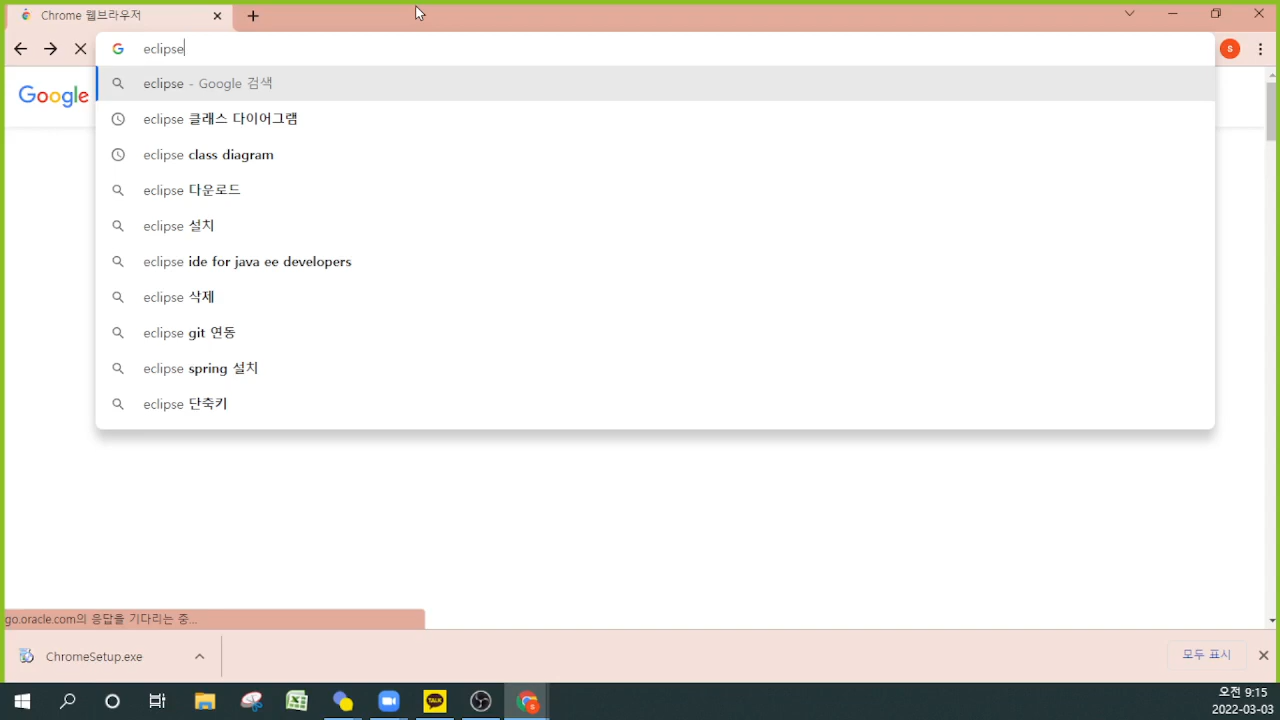 Chrome 웹브라우저
eclipse
S
Google
eclipse - Google 검색
eclipse 클래스 다이어그램
eclipse class diagram
eclipse 다운로드
eclipse 설치
eclipse ide for java ee developers
eclipse 삭제
eclipse git 연동
eclipse spring 설치
eclipse 단축키
go.oracle.com의 응답을 기다리는 중...
ChromeSetup.exe
모두 표시
TALK
오전 9:15
2022-03-03